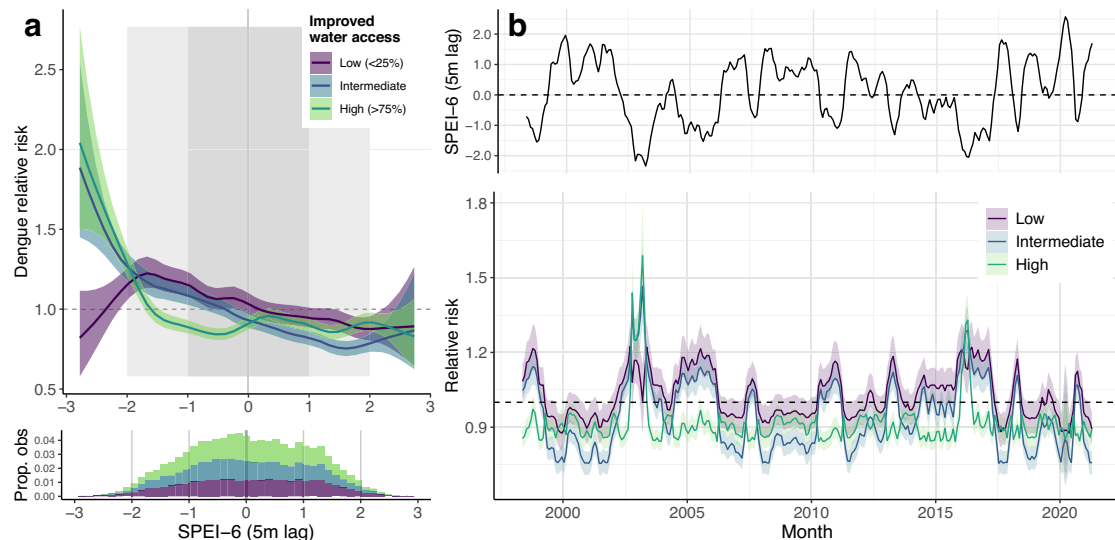 a
Improved
water access
Low (<25%)
Intermediate
High (>75%)
Dengue relative risk
2.5
2.0
1.5
1.0
0.5
−3
−2
−1
0
1
2
3
Prop. obs
0.04
0.03
0.02
0.01
0.00
−3
−2
−1
0
1
2
3
SPEI−6 (5m lag)
b
SPEI−6 (5m lag)
2.0
1.0
0.0
−1.0
−2.0
Relative risk
1.8
1.5
1.2
0.9
Low
Intermediate
High
2000
2005
2010
2015
2020
Month